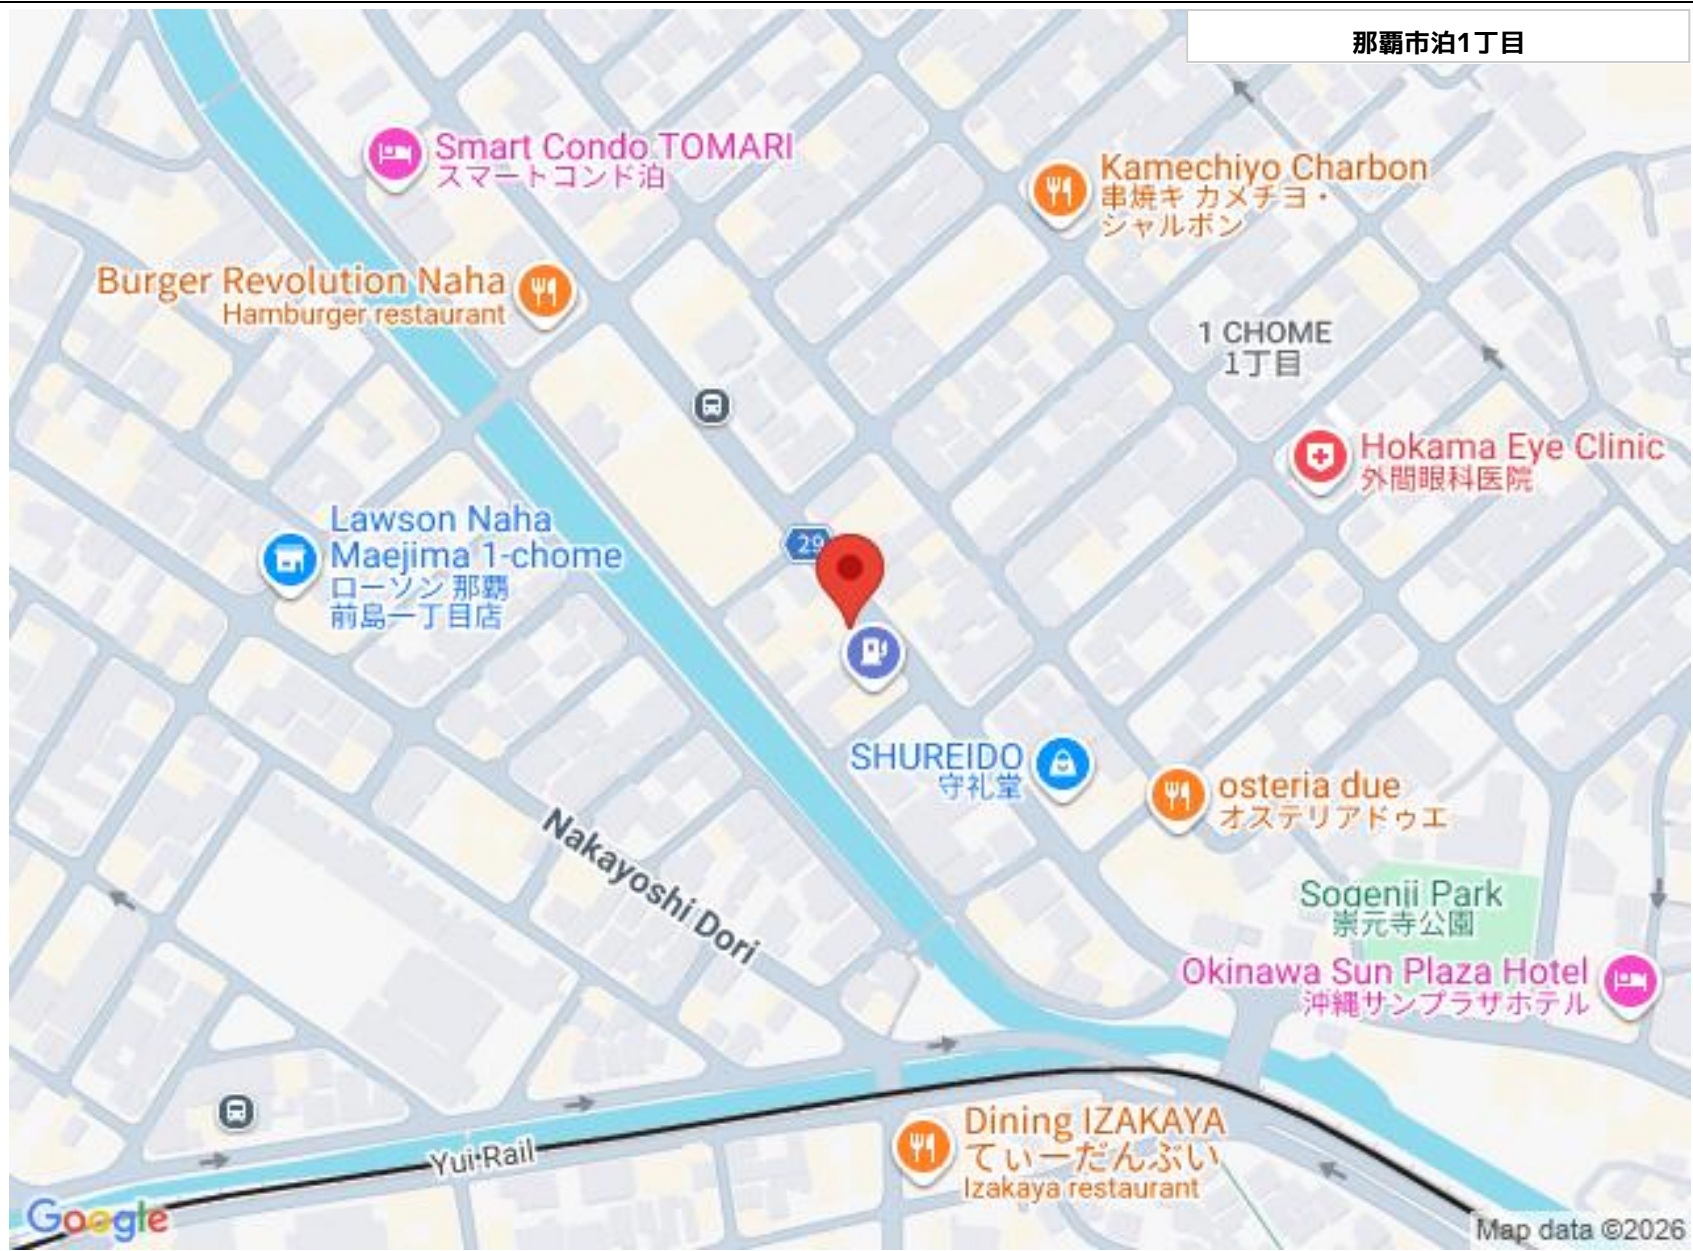 那覇市泊1丁目
Smart Condo TOMARI
スマートコンド泊
Kamechiyo Charbon
串焼キ カメチヨ・
シャルボン
Burger Revolution Naha
Hamburger restaurant
1 CHOME
1丁目
Hokama Eye Clinic
外間眼科医院
Lawson Naha
Maejima 1-chome
ローソン 那覇
前島一丁目店
29
SHUREIDO
守礼堂
osteria due
オステリアドゥエ
Nakayoshi Dori
Sogenji Park
崇元寺公園
Okinawa Sun Plaza Hotel
沖縄サンプラザホテル
Dining IZAKAYA
てぃーだんぶい
Izakaya restaurant
Yui Rail
Google
Map data ©2026